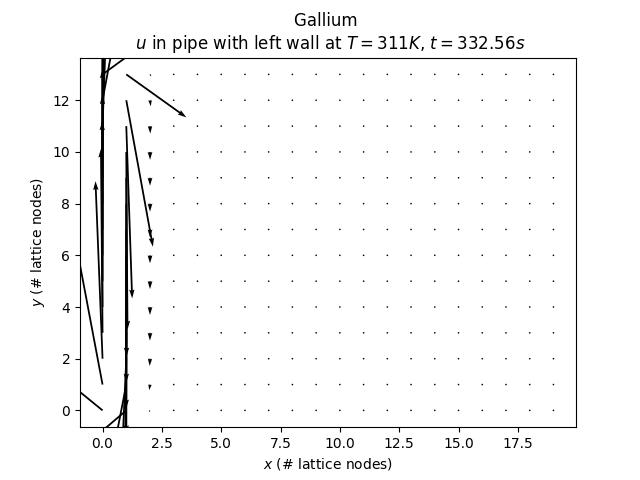 Gallium
u in pipe with left wall at T = 311K, t = 332.56s
y (# lattice nodes)
12
10
8
6
4
2
0
0.0 2.5 5.0 7.5 10.0 12.5 15.0 17.5
x (# lattice nodes)